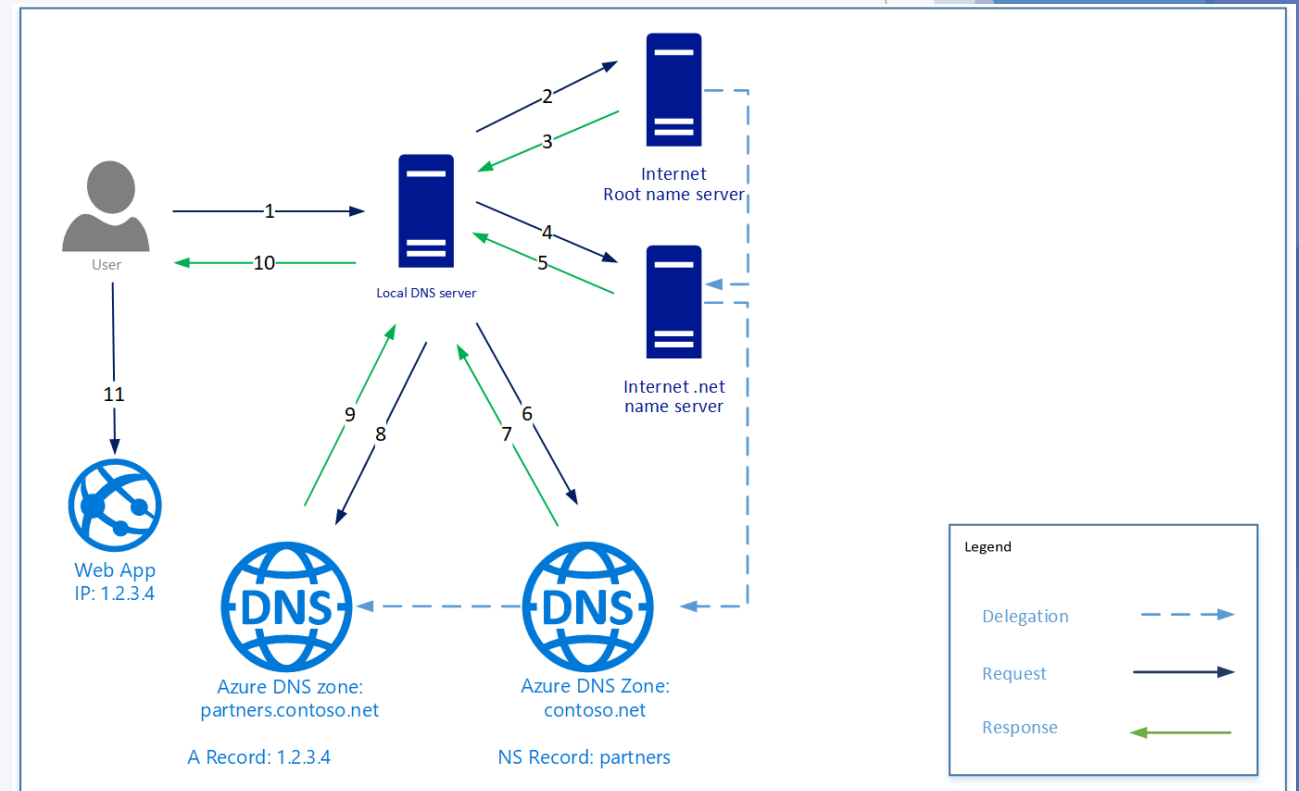 2
3
Internet
Root name server
1
4
5
10
User
Local DNS server
Internet .net
name server
11
9
8
6
7
DNS
DNS
Web App
IP: 1.2.3.4
Azure DNS zone:
partners.contoso.net
A Record: 1.2.3.4
Azure DNS Zone:
contoso.net
NS Record: partners
Legend
Delegation
Request
Response